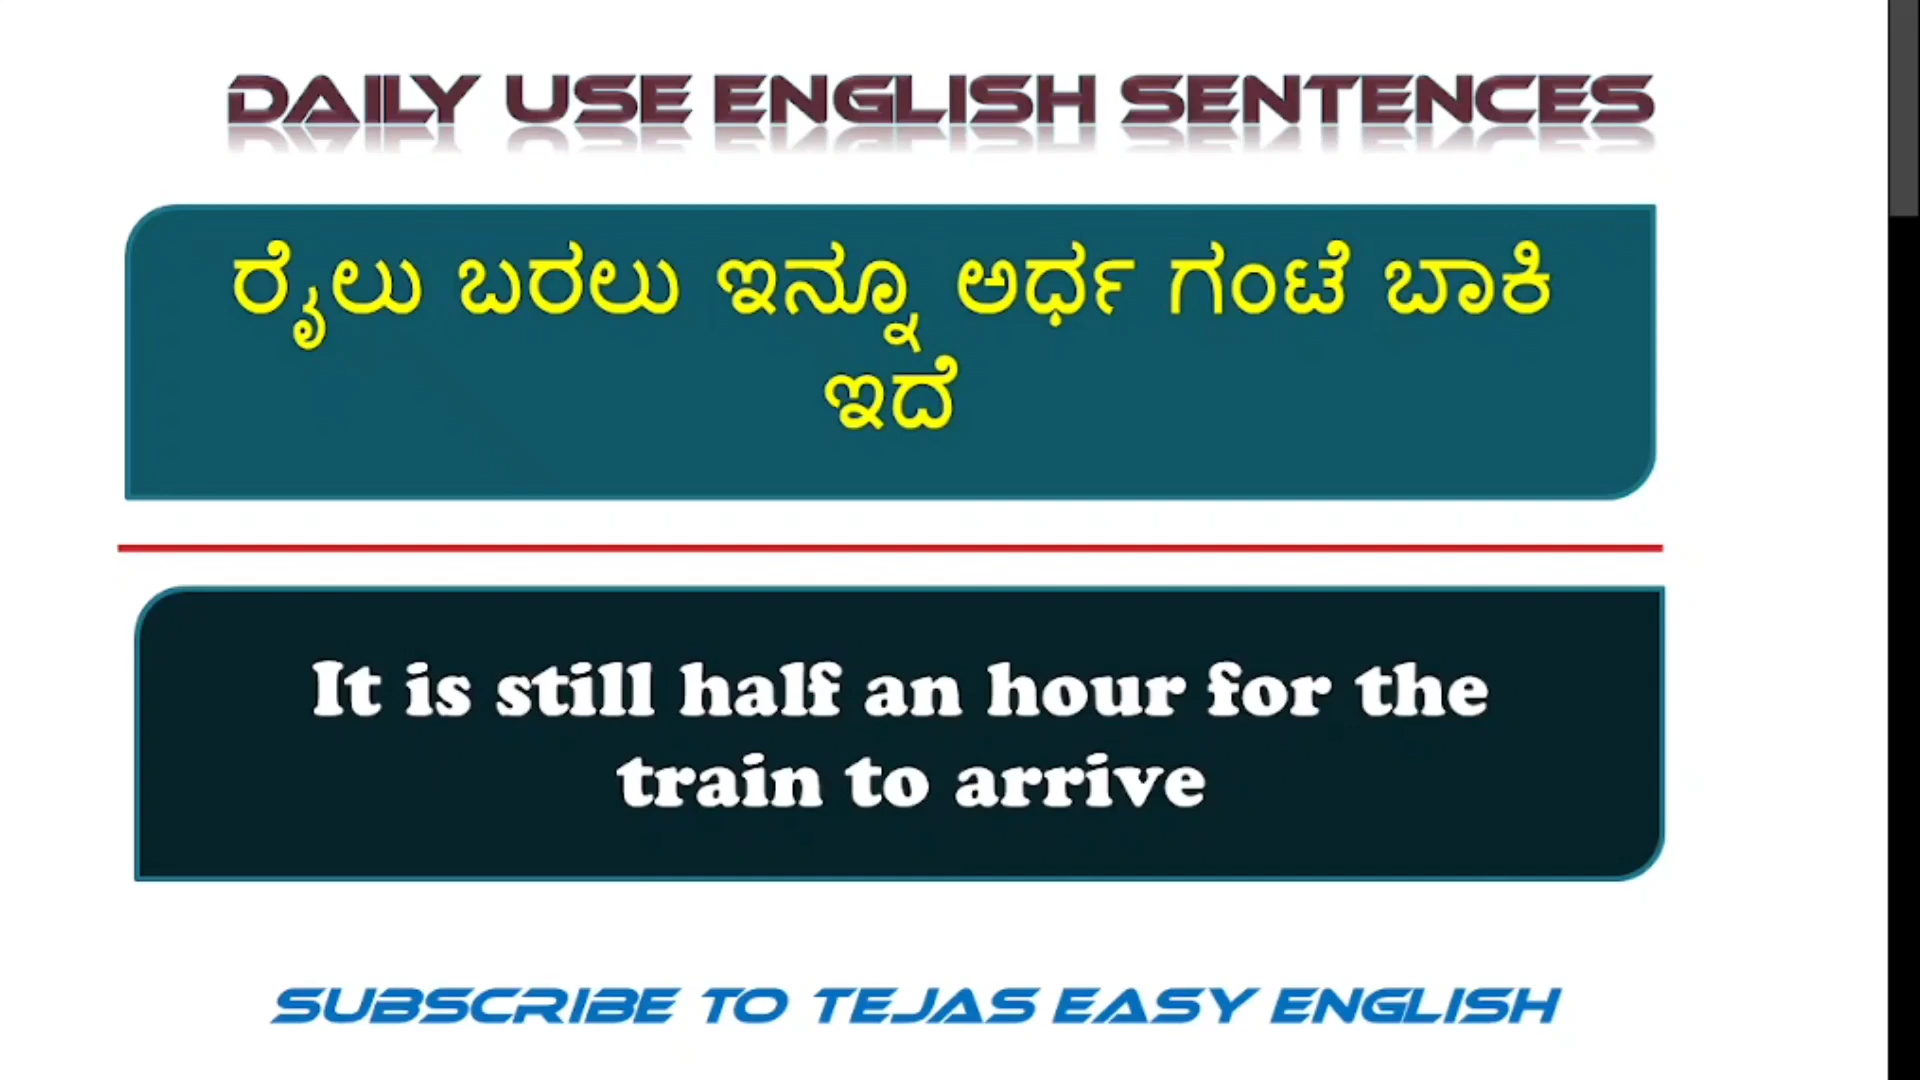 DAILY USE ENGLISH SENTENCES
ರೈಲು ಬರಲು ಇನ್ನೂ ಅರ್ಧ ಗಂಟೆ ಬಾಕಿ
ಇದೆ
It is still half an hour for the
train to arrive
SUBSCRIBE TO TEJAS EASY ENGLISH